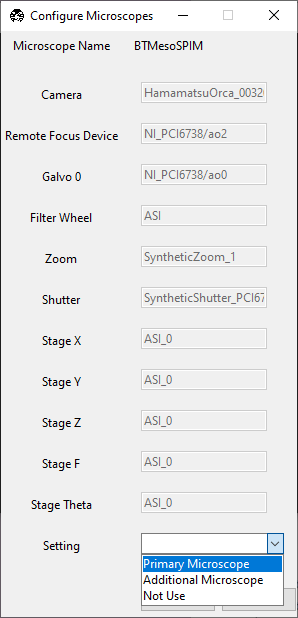 Configure Microscopes
Microscope Name BTMesoSPIM
Camera HamamatsuOrca_0032
Remote Focus Device NI_PCI6738/ao2
Galvo 0 NI_PCI6738/ao0
Filter Wheel ASI
Zoom SyntheticZoom_1
Shutter SyntheticShutter_PCI67
Stage X ASI_0
Stage Y ASI_0
Stage Z ASI_0
Stage F ASI_0
Stage Theta ASI_0
Setting
Primary Microscope
Additional Microscope
Not Use